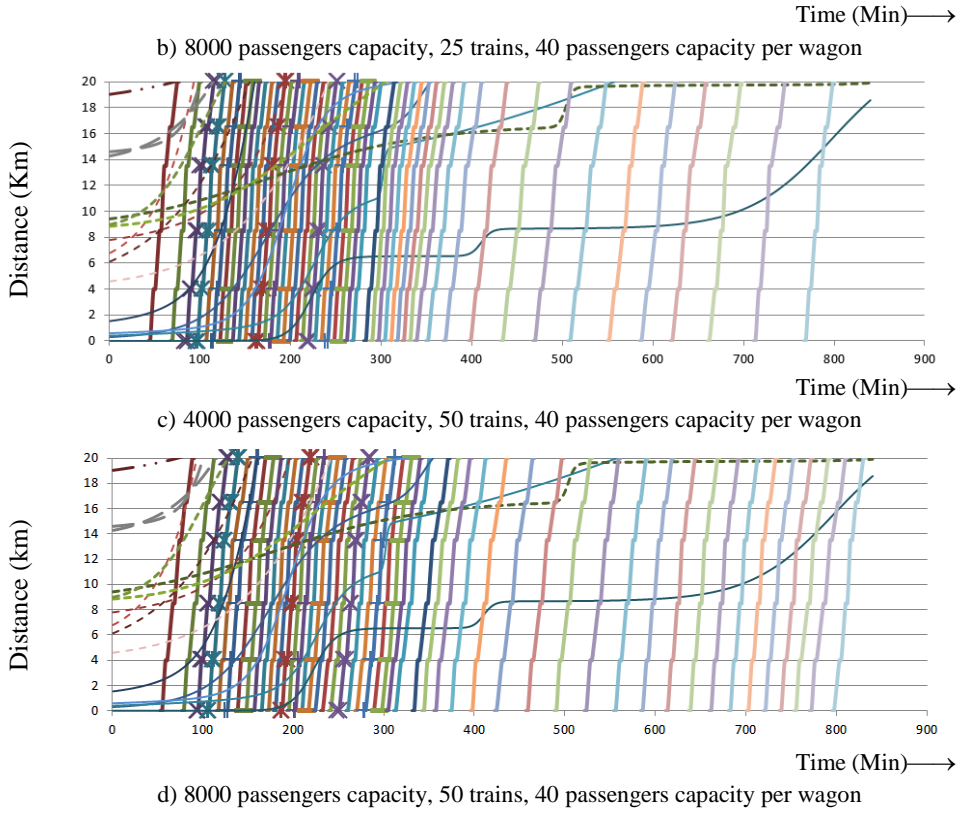 Time (Min)⟶
b) 8000 passengers capacity, 25 trains, 40 passengers capacity per wagon
Distance (Km)
20
18
16
14
12
10
8
6
4
2
0
0 100 200 300 400 500 600 700 800 900
Time (Min)⟶
c) 4000 passengers capacity, 50 trains, 40 passengers capacity per wagon
Distance (km)
20
18
16
14
12
10
8
6
4
2
0
0 100 200 300 400 500 600 700 800 900
Time (Min)⟶
d) 8000 passengers capacity, 50 trains, 40 passengers capacity per wagon